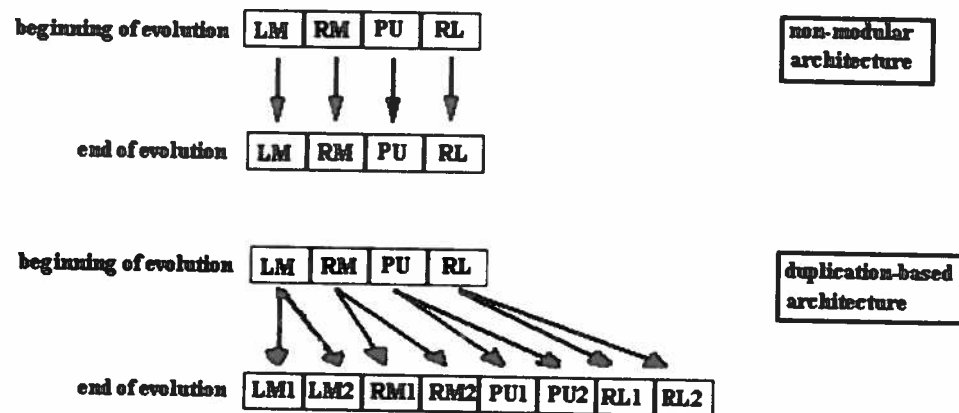 beginning of evolution LM RM PU RL
non-modular
architecture
end of evolution LM RM PU RL
beginning of evolution LM RM PU RL
duplication-based
architecture
end of evolution LM1 LM2 RM1 RM2 PU1 PU2 RL1 RL2